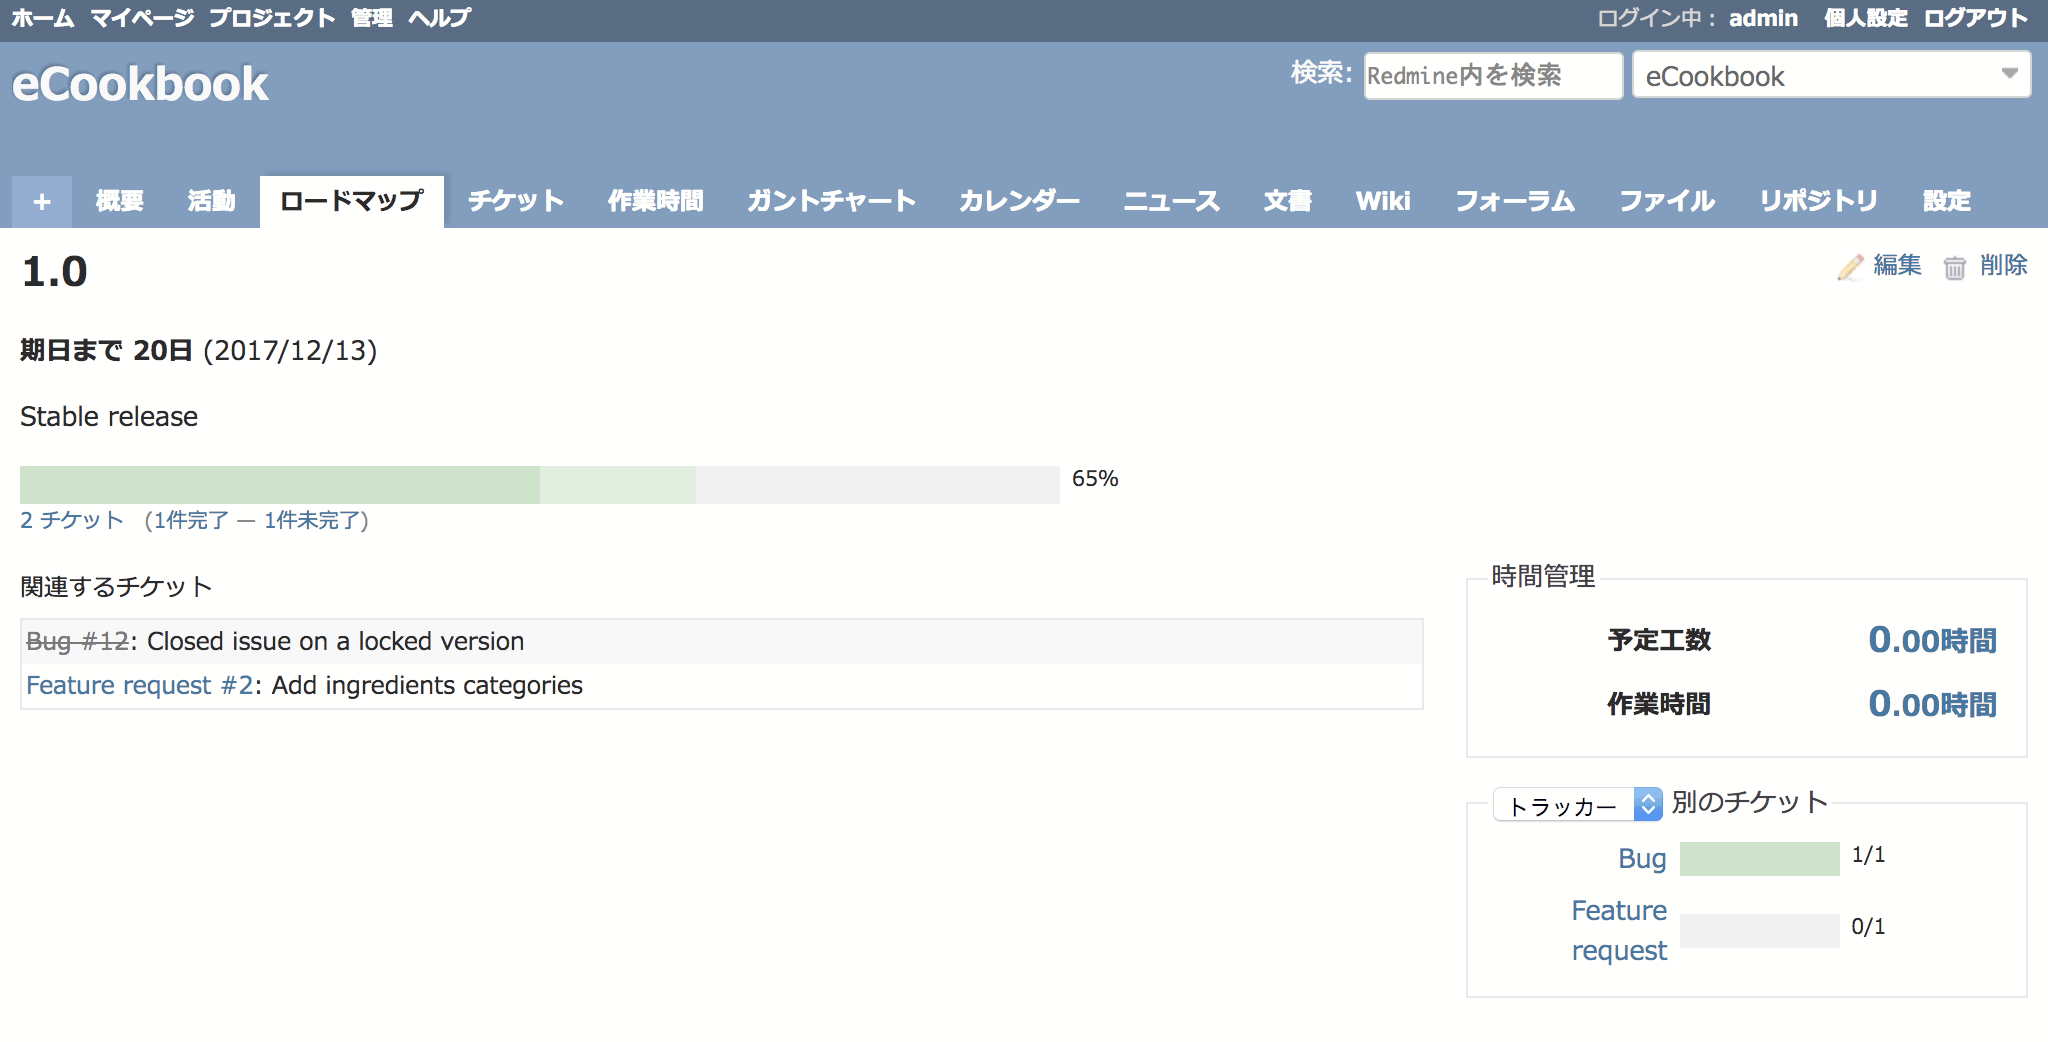 ホーム マイページ プロジェクト 管理 ヘルプ ログイン中： admin 個人設定 ログアウト
eCookbook 検索: Redmine内を検索 eCookbook
+ 概要 活動 ロードマップ チケット 作業時間 ガントチャート カレンダー ニュース 文書 Wiki フォーラム ファイル リポジトリ 設定
1.0 編集 削除
期日まで 20日 (2017/12/13)
Stable release
65%
2 チケット (1件完了 — 1件未完了)
関連するチケット
Bug #12: Closed issue on a locked version
Feature request #2: Add ingredients categories
時間管理
予定工数 0.00時間
作業時間 0.00時間
トラッカー 別のチケット
Bug 1/1
Feature request 0/1